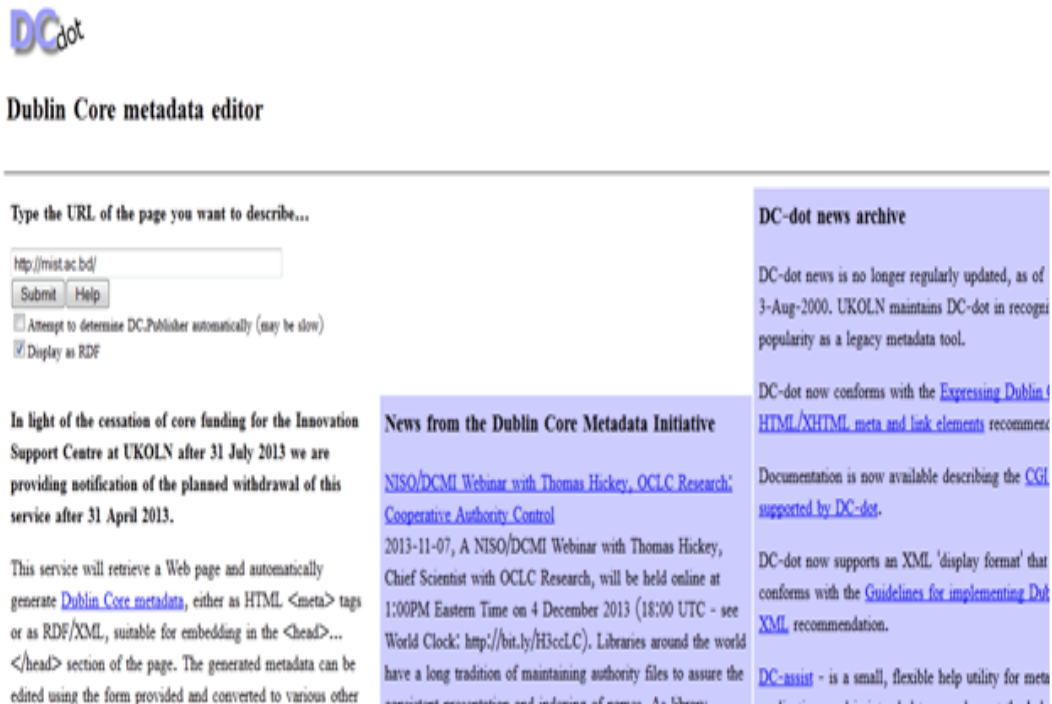 DCdot
Dublin Core metadata editor
Type the URL of the page you want to describe...
http://mist.ac.bd/
Submit Help
Attempt to determine DC.Publisher automatically (may be slow)
Display as RDF
In light of the cessation of core funding for the Innovation
Support Centre at UKOLN after 31 July 2013 we are
providing notification of the planned withdrawal of this
service after 31 April 2013.
This service will retrieve a Web page and automatically
generate Dublin Core metadata, either as HTML <meta> tags
or as RDF/XML, suitable for embedding in the <head>...
</head> section of the page. The generated metadata can be
edited using the form provided and converted to various other
News from the Dublin Core Metadata Initiative
NISO/DCMI Webinar with Thomas Hickey, OCLC Research:
Cooperative Authority Control
2013-11-07, A NISO/DCMI Webinar with Thomas Hickey,
Chief Scientist with OCLC Research, will be held online at
1:00PM Eastern Time on 4 December 2013 (18:00 UTC - see
World Clock: http://bit.ly/H3ccLC). Libraries around the world
have a long tradition of maintaining authority files to assure the
consistent presentation and indexing of names. As library
DC-dot news archive
DC-dot news is no longer regularly updated, as of
3-Aug-2000. UKOLN maintains DC-dot in recogni
popularity as a legacy metadata tool.
DC-dot now conforms with the Expressing Dublin
HTML/XHTML meta and link elements recommend
Documentation is now available describing the CGI
supported by DC-dot.
DC-dot now supports an XML 'display format' that
conforms with the Guidelines for implementing Dub
XML recommendation.
DC-assist - is a small, flexible help utility for meta